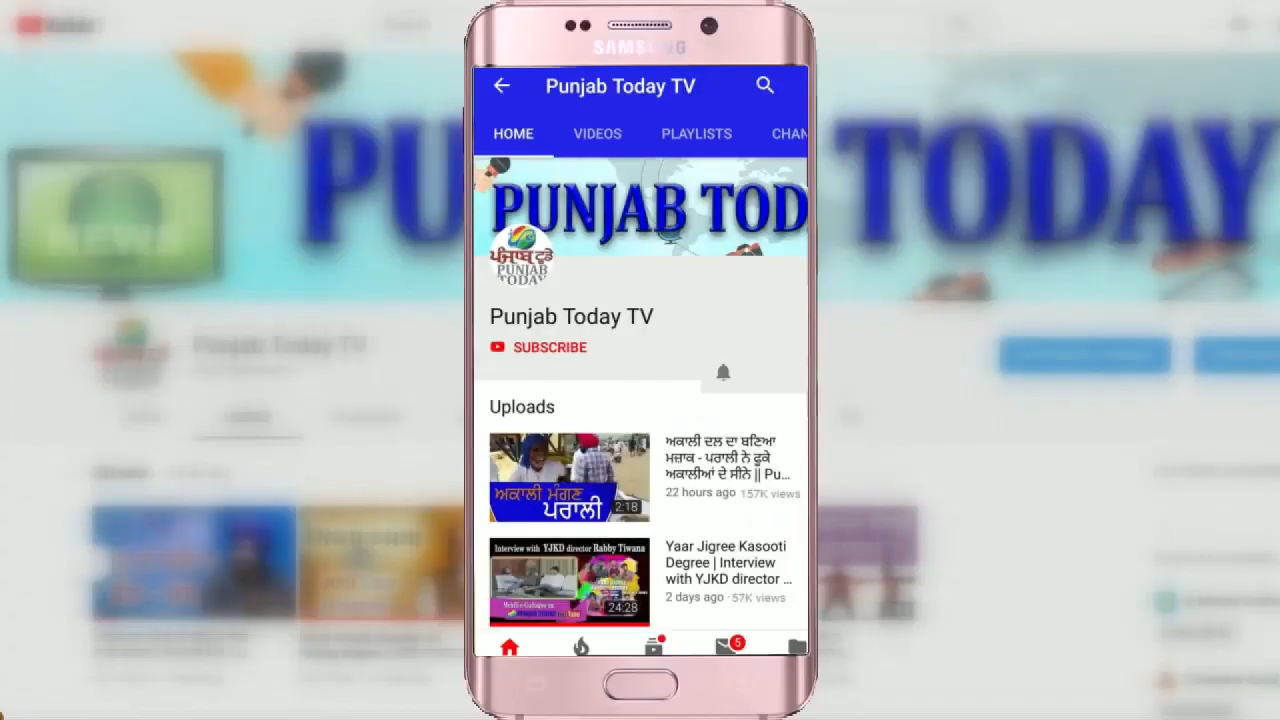 SAMSUNG
Punjab Today TV
HOME VIDEOS PLAYLISTS CHAN
PUNJAB TOD
PU
TODAY
ਪੰਜਾਬ ਟੂਡੇ
PUNJAB
TODAY
Punjab Today TV
SUBSCRIBE
Uploads
ਅਕਾਲੀ ਮੰਗਣ
ਪਰਾਲੀ
2:18
ਅਕਾਲੀ ਦਲ ਦਾ ਬਣਿਆ
ਮਜ਼ਾਕ - ਪਰਾਲੀ ਨੇ ਫੂਕੇ
ਅਕਾਲੀਆਂ ਦੇ ਸੀਨੇ || Pu...
22 hours ago 157K views
Interview with YJKD director Rabby Tiwana
24:28
Yaar Jigree Kasooti
Degree | Interview
with YJKD director ...
2 days ago · 57K views
5